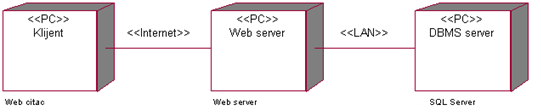 <<PC>> <<PC>> <<PC>>
Klijent <<Internet>> Web server <<LAN>> DBMS server
Web citac Web server SQL Server